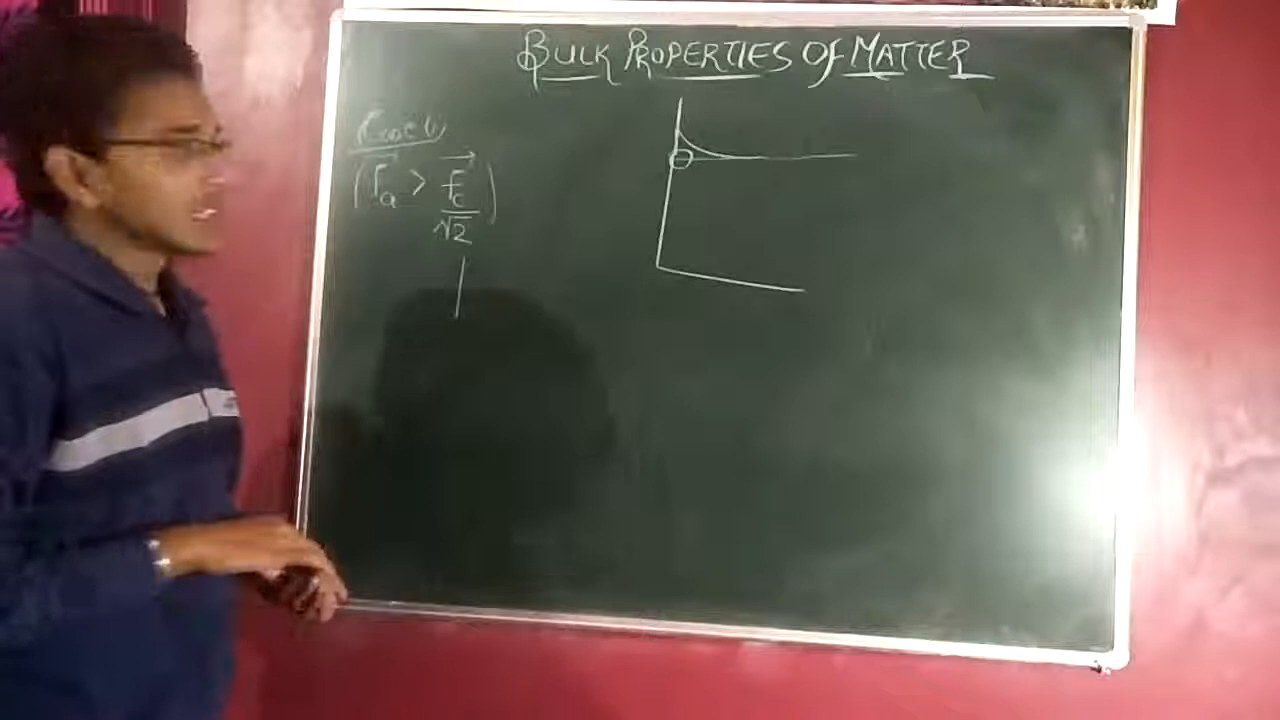 BULK PROPERTIES OF MATTER
Case (i)
(Fa > Fc/√2)